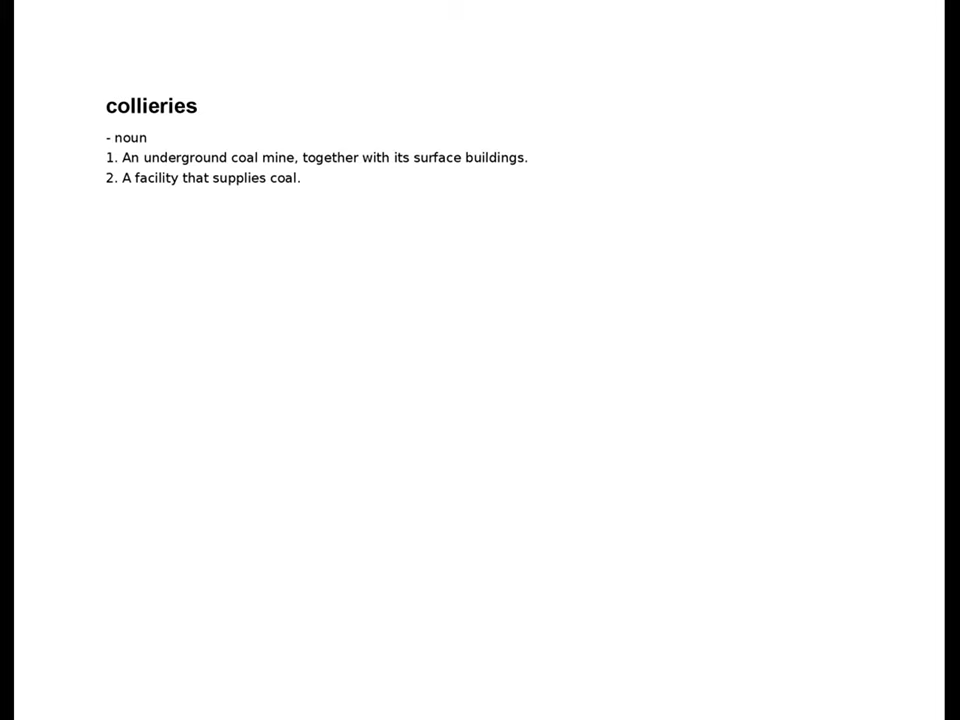 collieries
- noun
1. An underground coal mine, together with its surface buildings.
2. A facility that supplies coal.